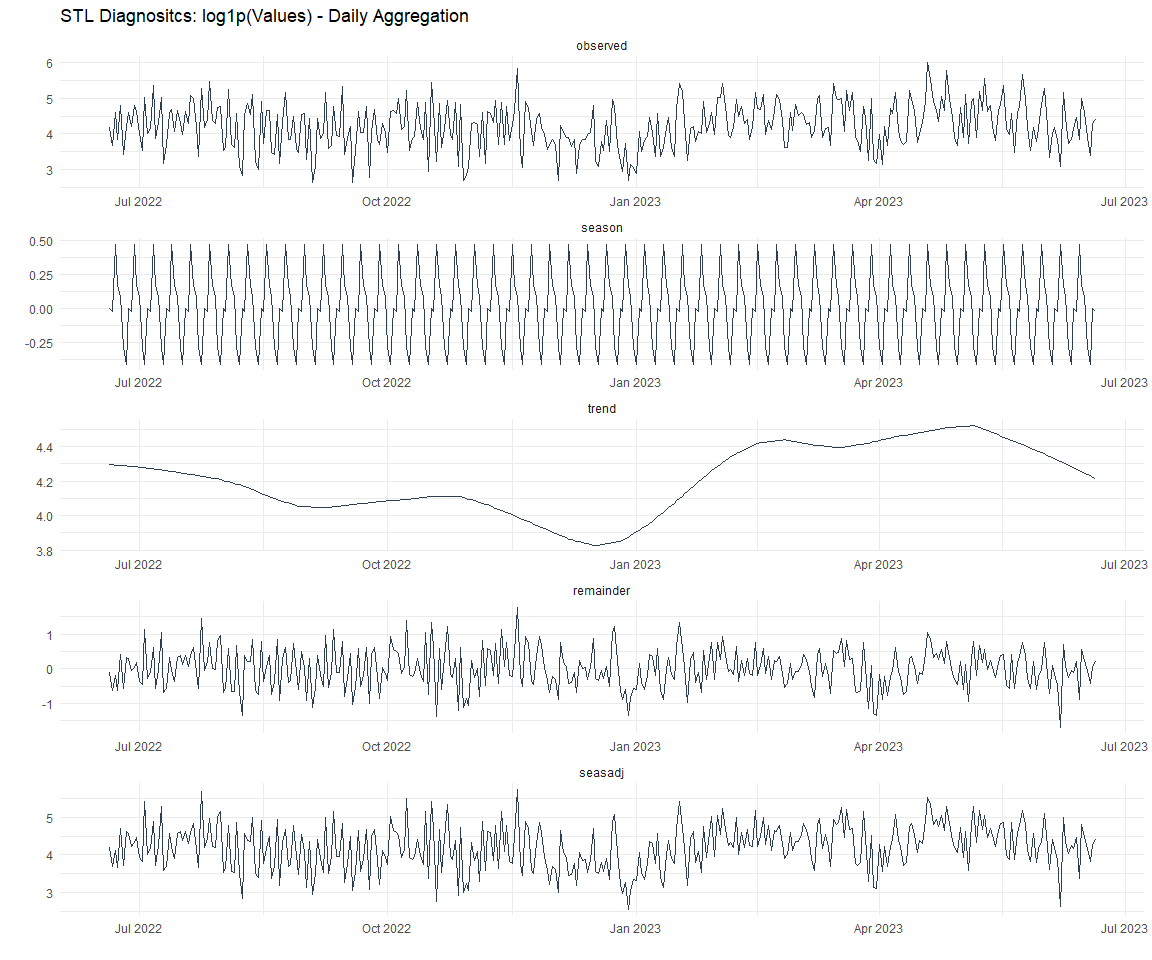 STL Diagnositcs: log1p(Values) - Daily Aggregation
observed
6
5
4
3
Jul 2022 Oct 2022 Jan 2023 Apr 2023 Jul 2023
season
0.50
0.25
0.00
-0.25
Jul 2022 Oct 2022 Jan 2023 Apr 2023 Jul 2023
trend
4.4
4.2
4.0
3.8
Jul 2022 Oct 2022 Jan 2023 Apr 2023 Jul 2023
remainder
1
0
-1
Jul 2022 Oct 2022 Jan 2023 Apr 2023 Jul 2023
seasadj
5
4
3
Jul 2022 Oct 2022 Jan 2023 Apr 2023 Jul 2023